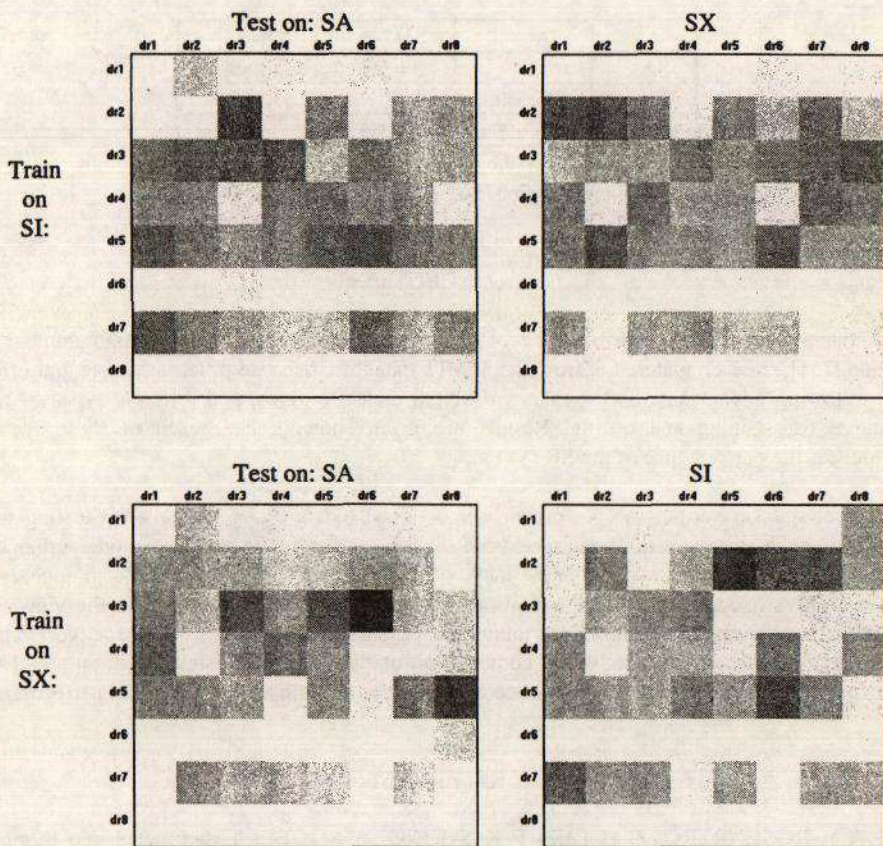 Test on: SA SX
dr1 dr2 dr3 dr4 dr5 dr6 dr7 dr8 dr1 dr2 dr3 dr4 dr5 dr6 dr7 dr8
dr1 dr1
dr2 dr2
dr3 dr3
Train
on
SI:
dr4 dr4
dr5 dr5
dr6 dr6
dr7 dr7
dr8 dr8
Test on: SA SI
dr1 dr2 dr3 dr4 dr5 dr6 dr7 dr8 dr1 dr2 dr3 dr4 dr5 dr6 dr7 dr8
dr1 dr1
dr2 dr2
dr3 dr3
Train
on
SX:
dr4 dr4
dr5 dr5
dr6 dr6
dr7 dr7
dr8 dr8